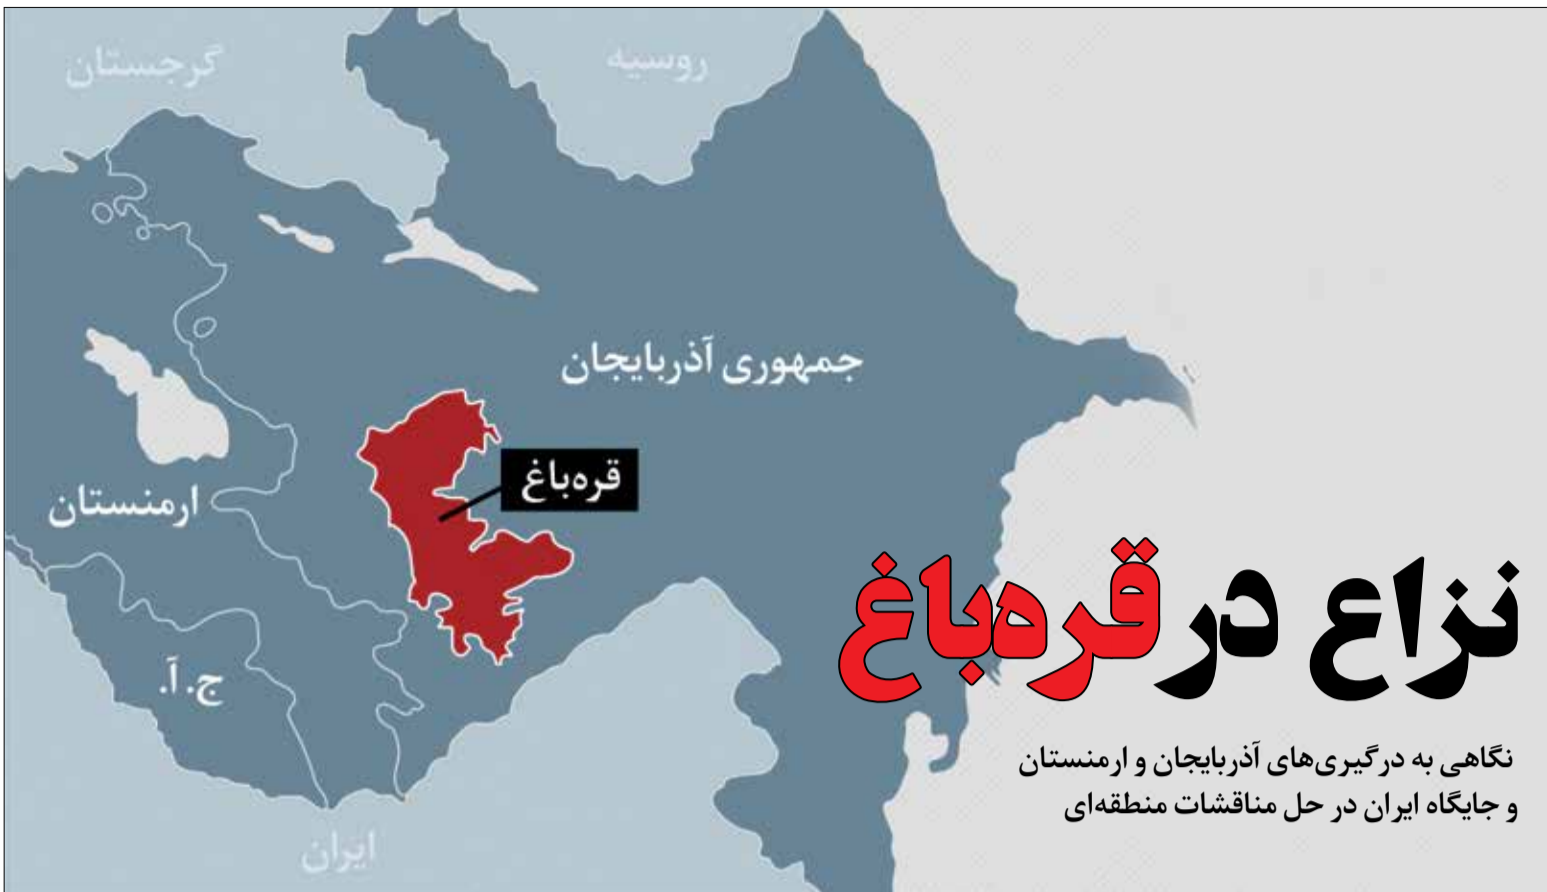 گرجستان
روسیه
جمهوری آذربایجان
قره‌باغ
ارمنستان
ج.آ.
ایران
نزاع در قره‌باغ
نگاهی به درگیری‌های آذربایجان و ارمنستان
و جایگاه ایران در حل مناقشات منطقه‌ای